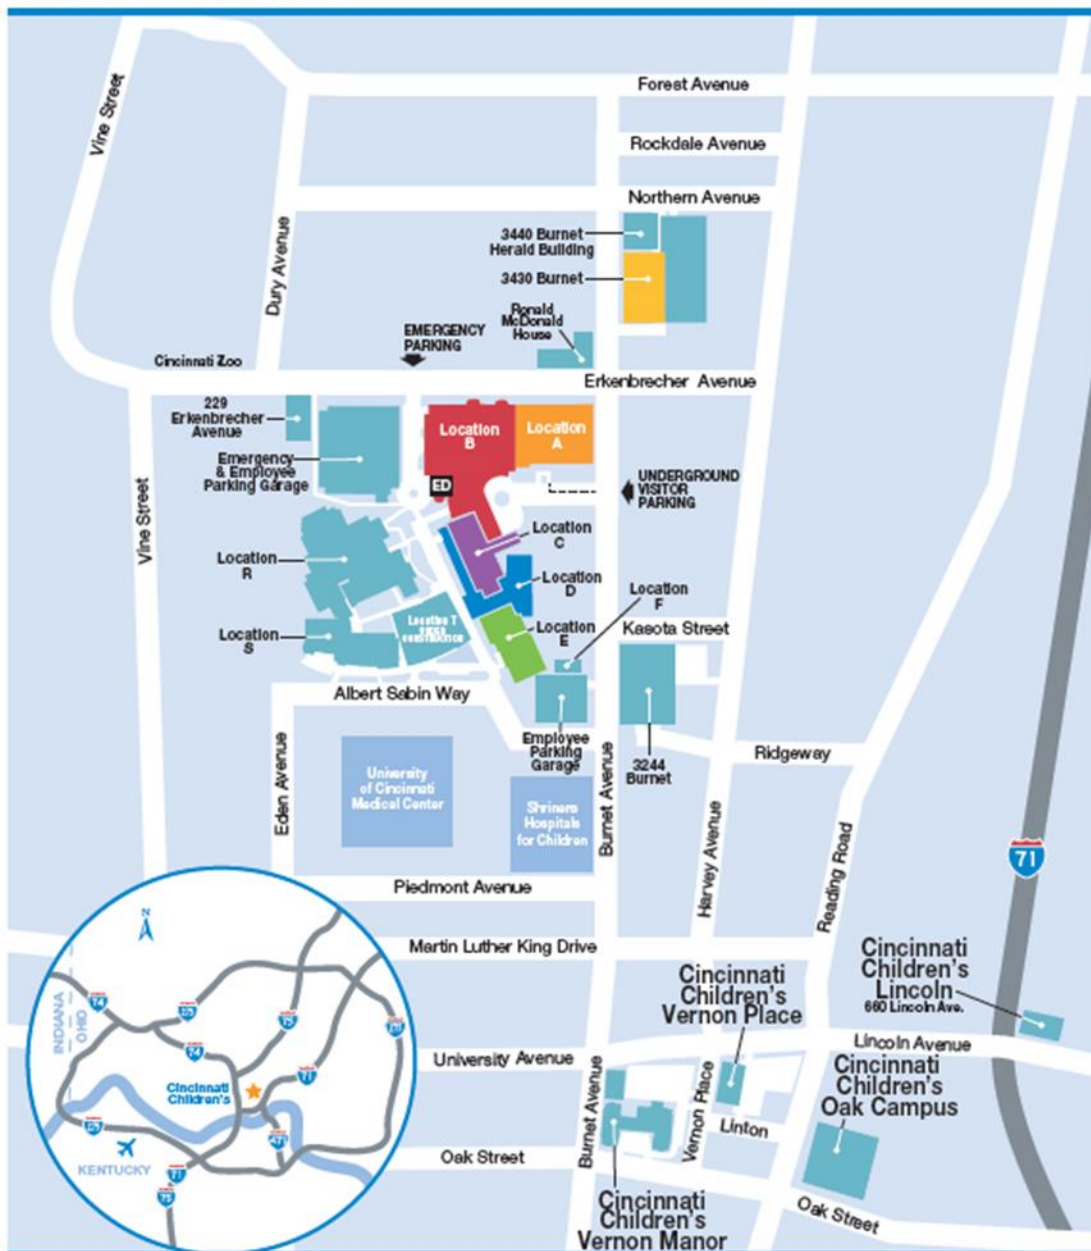 Forest Avenue
Vine Street
Rockdale Avenue
Northern Avenue
Dury Avenue
3440 Burnet
Herald Building
3430 Burnet
Ronald
McDonald
House
EMERGENCY
PARKING
Cincinnati Zoo
Erkenbrecher Avenue
229
Erkenbrecher
Avenue
Location
B
Location
A
Emergency
& Employee
Parking Garage
ED
UNDERGROUND
VISITOR
PARKING
Vine Street
Location
C
Location
R
Location
D
Location
F
Location T
UNDER
CONSTRUCTION
Location
E
Kasota Street
Location
S
Albert Sabin Way
Employee
Parking
Garage
3244
Burnet
Ridgeway
Eden Avenue
University
of Cincinnati
Medical Center
Shriners
Hospitals
for Children
Burnet Avenue
Harvey Avenue
Reading Road
71
Piedmont Avenue
Martin Luther King Drive
Cincinnati
Children's
Lincoln
660 Lincoln Ave.
Cincinnati
Children's
Vernon Place
University Avenue
Lincoln Avenue
Cincinnati
Children's
Oak Campus
Burnet Avenue
Vernon Place
Linton
Oak Street
Oak Street
Cincinnati
Children's
Vernon Manor
N
INDIANA
OHIO
74
275
75
275
74
71
Cincinnati
Children's
275
471
KENTUCKY
71
75